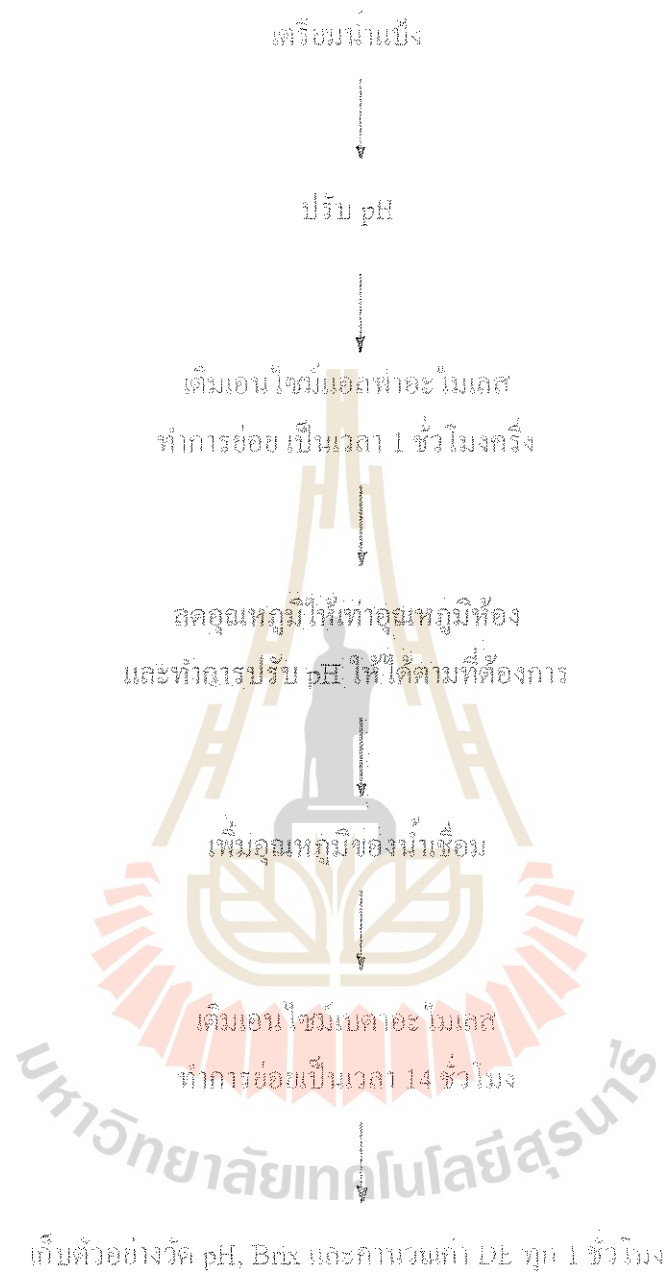 เตรียมน้ำแป้ง
ปรับ pH
เติมเอนไซม์แอลฟาอะไมเลส
ทำการย่อย เป็นเวลา 1 ชั่วโมงครึ่ง
ลดอุณหภูมิให้เท่าอุณหภูมิห้อง
และทำการปรับ pH ให้ได้ตามที่ต้องการ
เพิ่มอุณหภูมิของน้ำเชื่อม
เติมเอนไซม์เบตาอะไมเลส
ทำการย่อยเป็นเวลา 14 ชั่วโมง
มหาวิทยาลัยเทคโนโลยีสุรนารี
เก็บตัวอย่างวัด pH, Brix และคำนวณค่า DE ทุก 1 ชั่วโมง